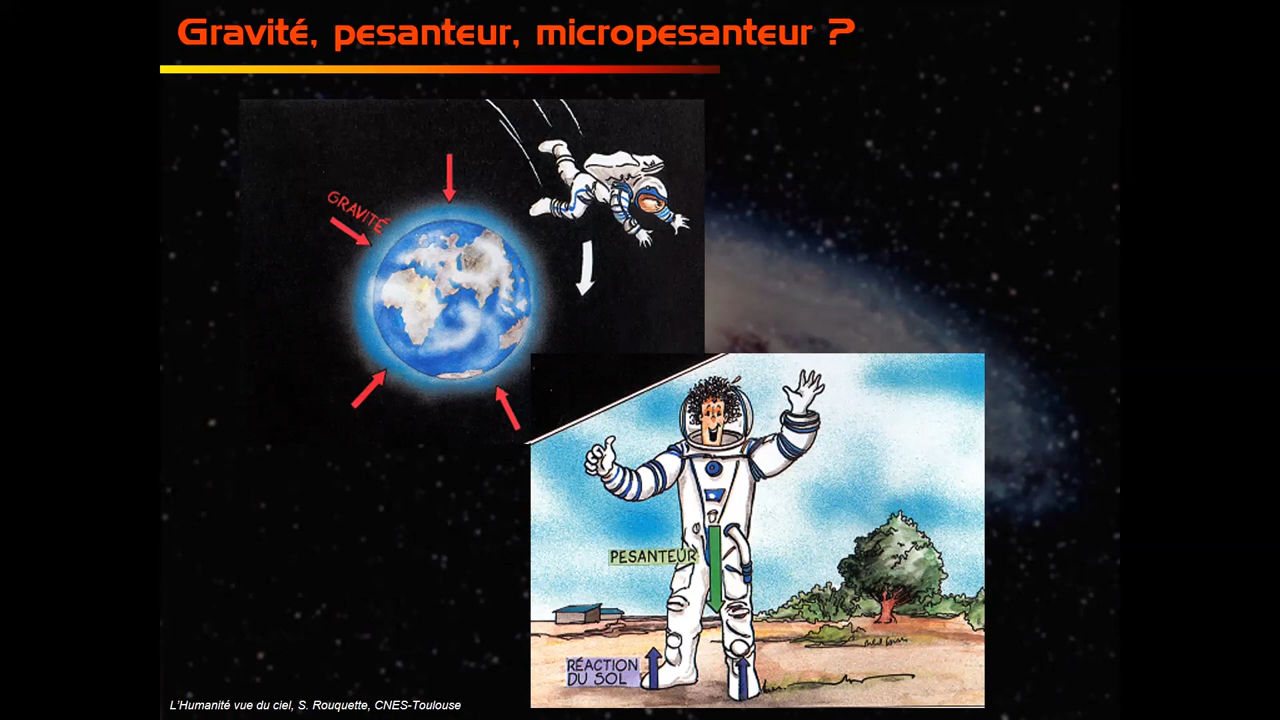 Gravité, pesanteur, micropesanteur ?
GRAVITÉ
PESANTEUR
RÉACTION
DU SOL
L'Humanité vue du ciel, S. Rouquette, CNES-Toulouse